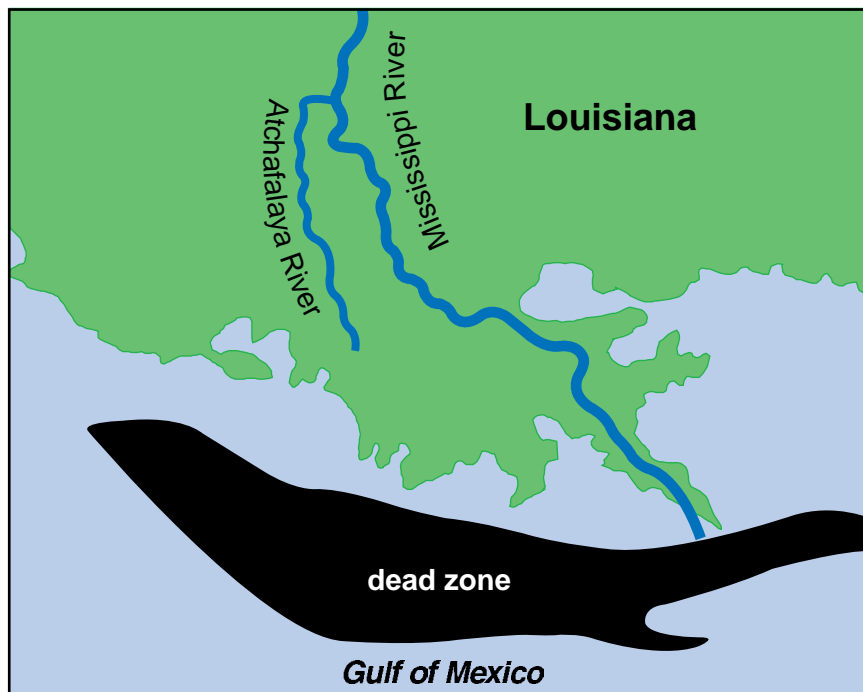 Mississippi River
Louisiana
Atchafalaya River
dead zone
Gulf of Mexico